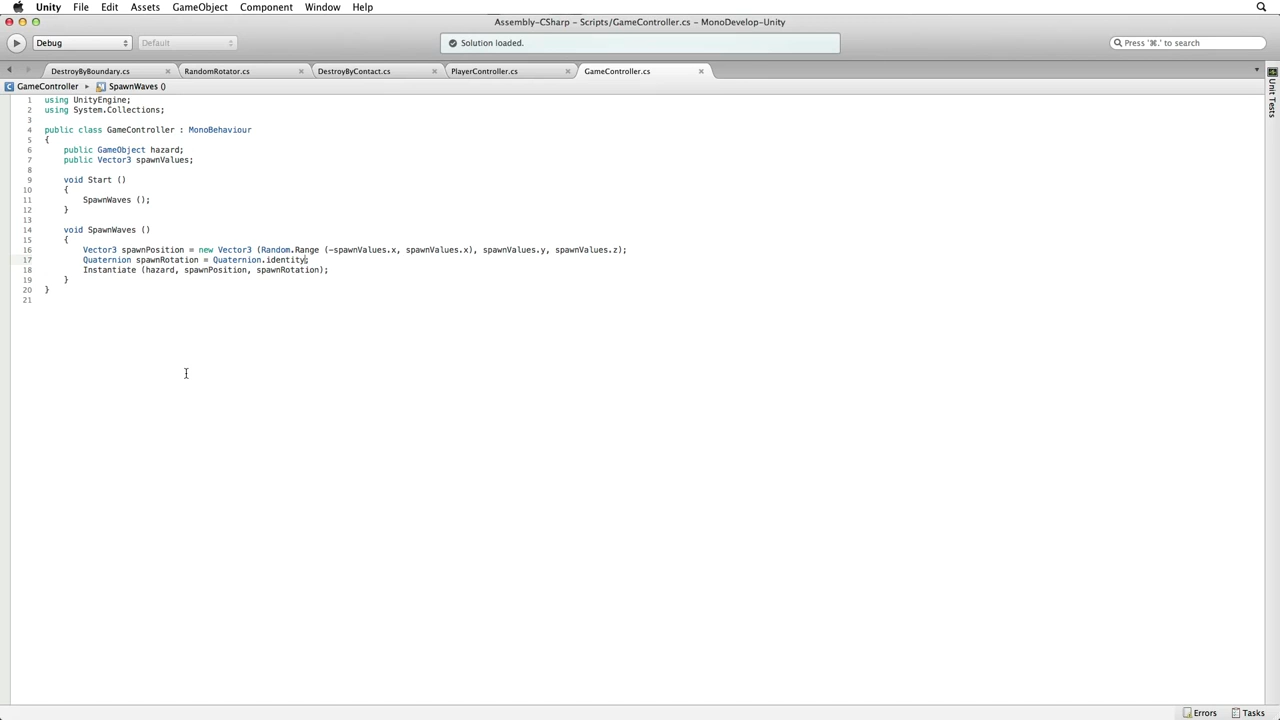 Unity File Edit Assets GameObject Component Window Help
Assembly-CSharp – Scripts/GameController.cs – MonoDevelop-Unity
Debug Default Solution loaded. Press '⌘.' to search
DestroyByBoundary.cs RandomRotator.cs DestroyByContact.cs PlayerController.cs GameController.cs
GameController ▸ SpawnWaves ()
Unit Tests
1 using UnityEngine;
2 using System.Collections;
3
4 public class GameController : MonoBehaviour
5 {
6 public GameObject hazard;
7 public Vector3 spawnValues;
8
9 void Start ()
10 {
11 SpawnWaves ();
12 }
13
14 void SpawnWaves ()
15 {
16 Vector3 spawnPosition = new Vector3 (Random.Range (-spawnValues.x, spawnValues.x), spawnValues.y, spawnValues.z);
17 Quaternion spawnRotation = Quaternion.identity;
18 Instantiate (hazard, spawnPosition, spawnRotation);
19 }
20 }
21
Errors Tasks